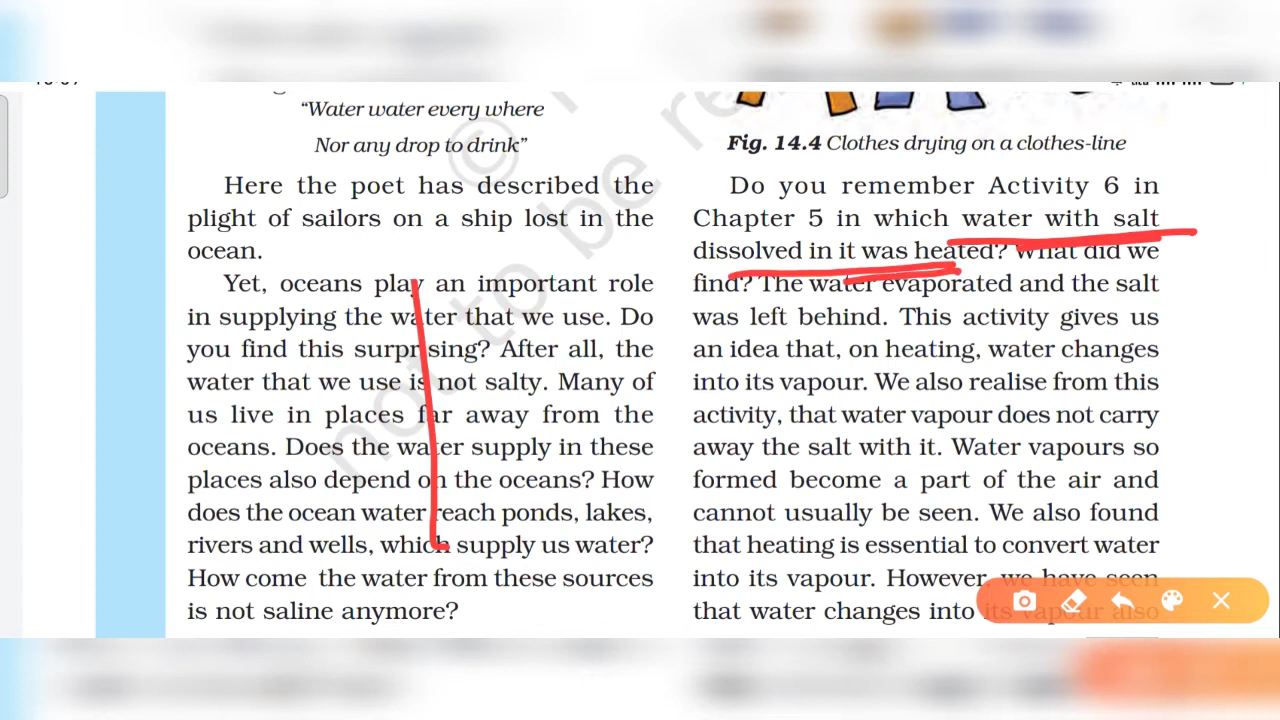 “Water water every where
Nor any drop to drink”
Here the poet has described the
plight of sailors on a ship lost in the
ocean.
Yet, oceans play an important role
in supplying the water that we use. Do
you find this surprising? After all, the
water that we use is not salty. Many of
us live in places far away from the
oceans. Does the water supply in these
places also depend on the oceans? How
does the ocean water reach ponds, lakes,
rivers and wells, which supply us water?
How come the water from these sources
is not saline anymore?
Fig. 14.4 Clothes drying on a clothes-line
Do you remember Activity 6 in
Chapter 5 in which water with salt
dissolved in it was heated? What did we
find? The water evaporated and the salt
was left behind. This activity gives us
an idea that, on heating, water changes
into its vapour. We also realise from this
activity, that water vapour does not carry
away the salt with it. Water vapours so
formed become a part of the air and
cannot usually be seen. We also found
that heating is essential to convert water
into its vapour. However, we have seen
that water changes into its vapour also
© 
not to be re